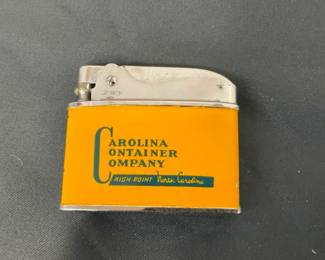 CAROLINA
CONTAINER
COMPANY
HIGH-POINT North Carolina